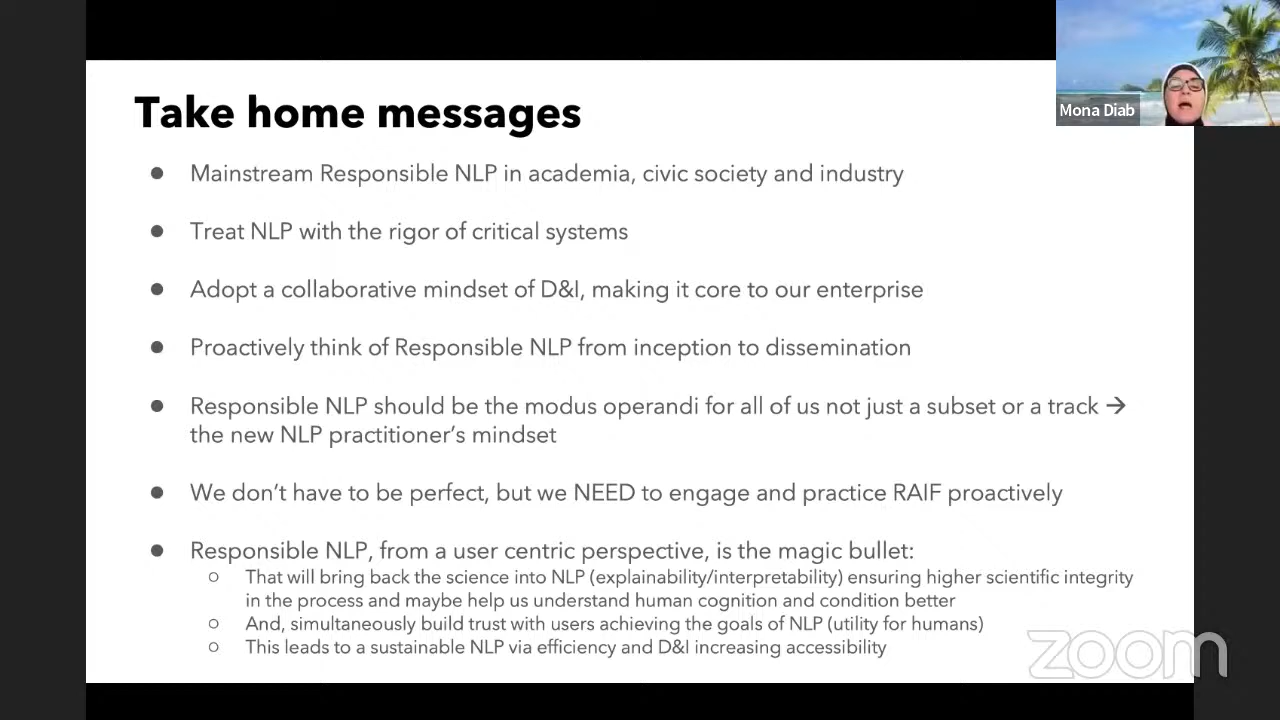 Take home messages
Mona Diab
● Mainstream Responsible NLP in academia, civic society and industry
● Treat NLP with the rigor of critical systems
● Adopt a collaborative mindset of D&I, making it core to our enterprise
● Proactively think of Responsible NLP from inception to dissemination
● Responsible NLP should be the modus operandi for all of us not just a subset or a track →
the new NLP practitioner’s mindset
● We don’t have to be perfect, but we NEED to engage and practice RAIF proactively
● Responsible NLP, from a user centric perspective, is the magic bullet:
○ That will bring back the science into NLP (explainability/interpretability) ensuring higher scientific integrity
in the process and maybe help us understand human cognition and condition better
○ And, simultaneously build trust with users achieving the goals of NLP (utility for humans)
○ This leads to a sustainable NLP via efficiency and D&I increasing accessibility
zoom